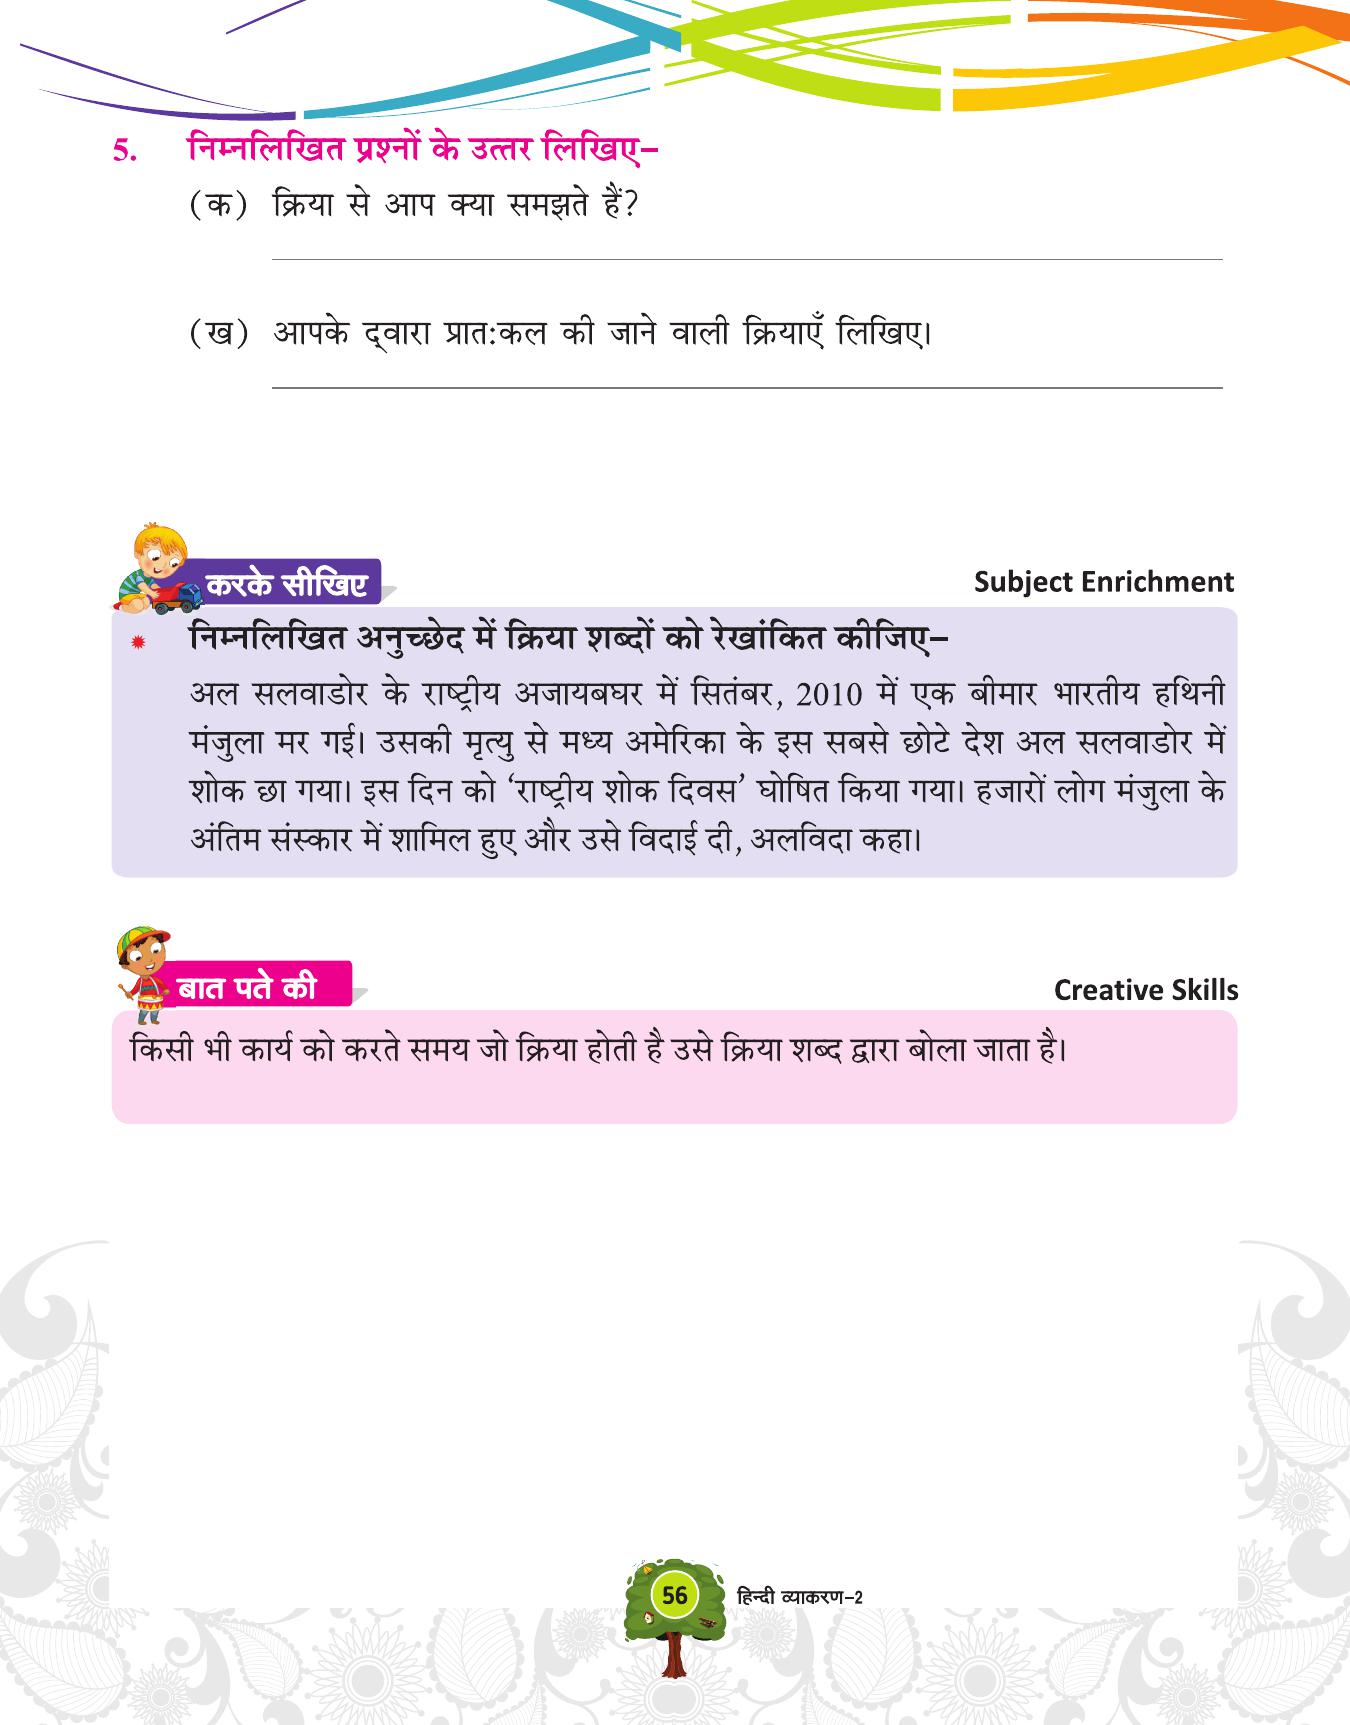 5. निम्नलिखित प्रश्नों के उत्तर लिखिए–
(क) क्रिया से आप क्या समझते हैं?
(ख) आपके द्‌वारा प्रात:कल की जाने वाली क्रियाएँ लिखिए।
करके सीखिए
Subject Enrichment
निम्नलिखित अनुच्छेद में क्रिया शब्दों को रेखांकित कीजिए–
अल सलवाडोर के राष्ट्रीय अजायबघर में सितंबर, 2010 में एक बीमार भारतीय हथिनी
मंजुला मर गई। उसकी मृत्यु से मध्य अमेरिका के इस सबसे छोटे देश अल सलवाडोर में
शोक छा गया। इस दिन को ‘राष्ट्रीय शोक दिवस’ घोषित किया गया। हजारों लोग मंजुला के
अंतिम संस्कार में शामिल हुए और उसे विदाई दी, अलविदा कहा।
बात पते की
Creative Skills
किसी भी कार्य को करते समय जो क्रिया होती है उसे क्रिया शब्द द्वारा बोला जाता है।
56 हिन्दी व्याकरण–2